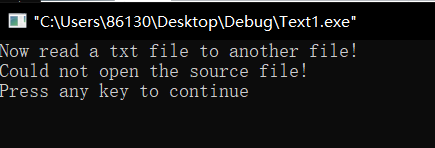 "C:\Users\86130\Desktop\Debug\Text1.exe"
Now read a txt file to another file!
Could not open the source file!
Press any key to continue